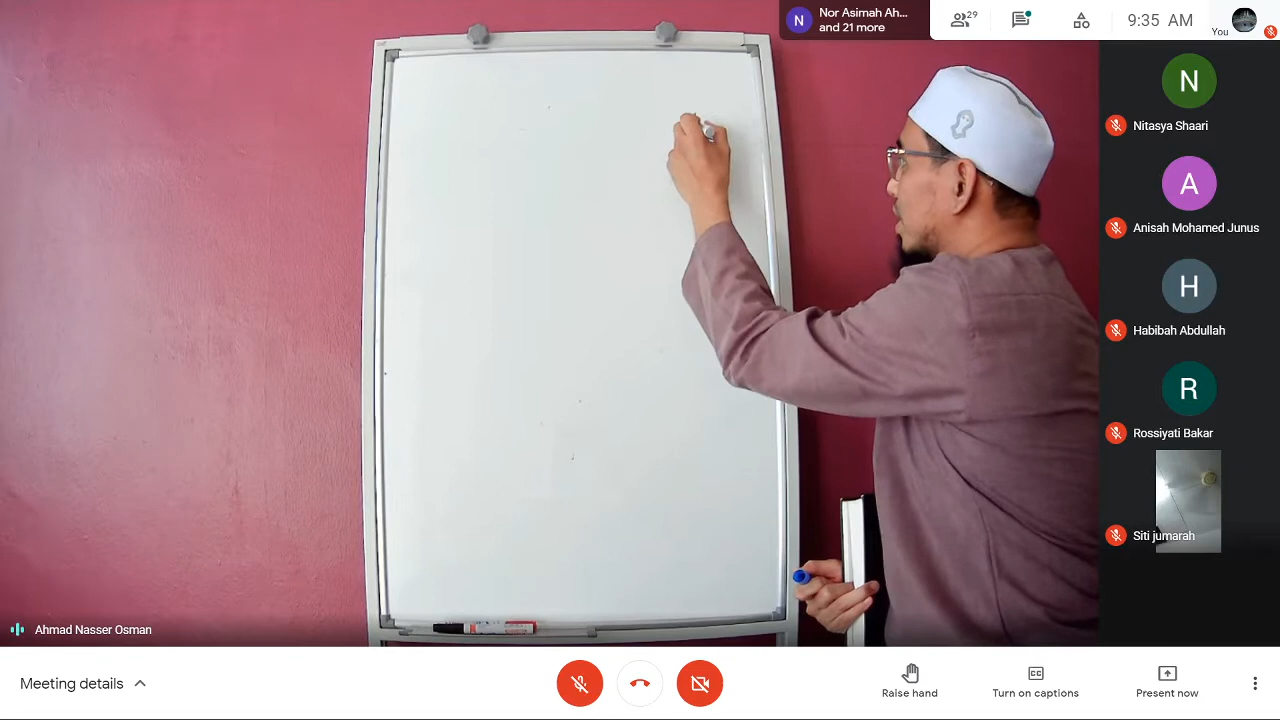 N
Nor Asimah Ah...
and 21 more
29
9:35 AM
You
N
Nitasya Shaari
A
Anisah Mohamed Junus
H
Habibah Abdullah
R
Rossiyati Bakar
Siti jumarah
Ahmad Nasser Osman
Meeting details
Raise hand
CC
Turn on captions
Present now